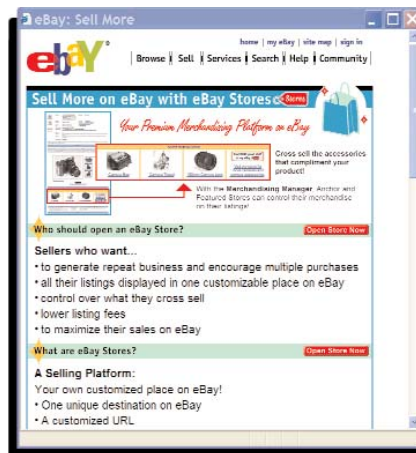 eBay: Sell More
home | my eBay | site map | sign in
ebaY
Browse Sell Services Search Help Community
Sell More on eBay with eBay Stores Stores
Your Premium Merchandising Platform on eBay
Cross sell the accessories
that compliment your
product!
With the Merchandising Manager, Anchor and
Featured Stores can control their merchandise
on their listings!
Who should open an eBay Store? Open Store Now
Sellers who want...
• to generate repeat business and encourage multiple purchases
• all their listings displayed in one customizable place on eBay
• control over what they cross sell
• lower listing fees
• to maximize their sales on eBay
What are eBay Stores? Open Store Now
A Selling Platform:
Your own customized place on eBay!
• One unique destination on eBay
• A customized URL